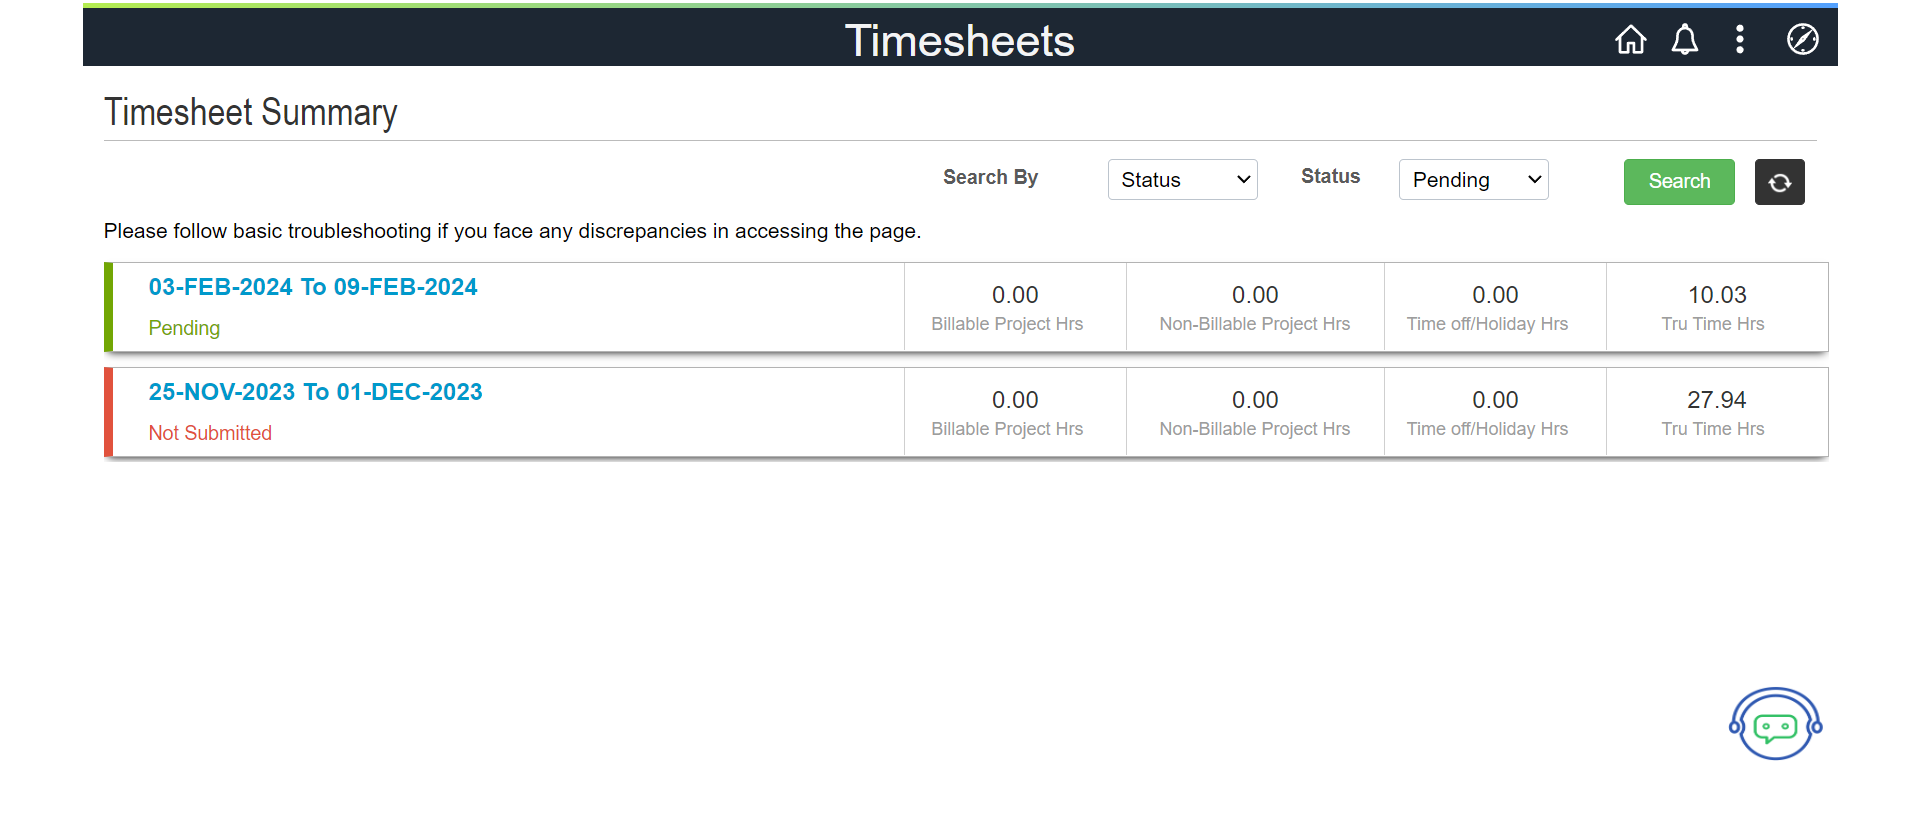 Timesheets
Timesheet Summary
Search By Status Status Pending Search
Please follow basic troubleshooting if you face any discrepancies in accessing the page.
03-FEB-2024 To 09-FEB-2024
Pending
0.00 0.00 0.00 10.03
Billable Project Hrs Non-Billable Project Hrs Time off/Holiday Hrs Tru Time Hrs
25-NOV-2023 To 01-DEC-2023
Not Submitted
0.00 0.00 0.00 27.94
Billable Project Hrs Non-Billable Project Hrs Time off/Holiday Hrs Tru Time Hrs